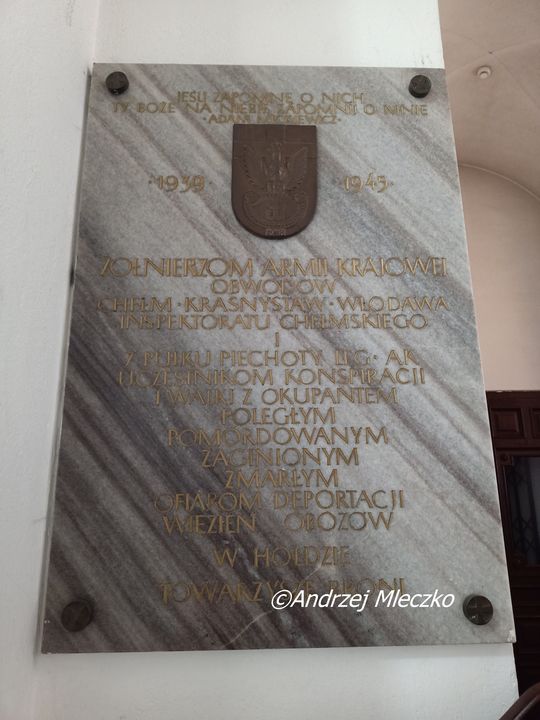 JEŚLI ZAPOMNĘ O NICH
TY BOŻE NA NIEBIE ZAPOMNIJ O MNIE
·ADAM MICKIEWICZ·
·1939· ·1945·
ŻOŁNIERZOM ARMII KRAJOWEJ
OBWODÓW
CHEŁM·KRASNYSTAW·WŁODAWA
INSPEKTORATU CHEŁMSKIEGO
I
7 PUŁKU PIECHOTY LEG·AK
UCZESTNIKOM KONSPIRACJI
I WALKI Z OKUPANTEM
POLEGŁYM
POMORDOWANYM
ZAGINIONYM
ZMARŁYM
OFIAROM DEPORTACJI
WIĘZIEŃ OBOZÓW
W HOŁDZIE
TOWARZYSZE BRONI
©Andrzej Mleczko